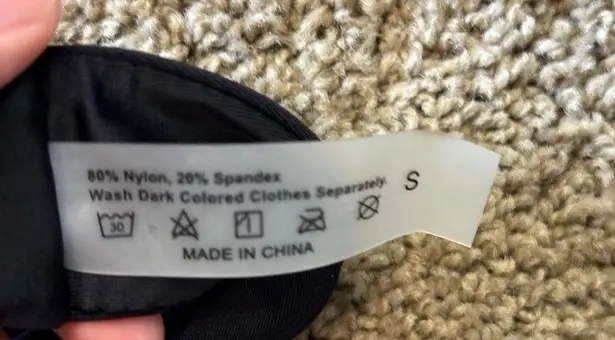 80% Nylon, 20% Spandex
Wash Dark Colored Clothes Separately.
S
30
MADE IN CHINA